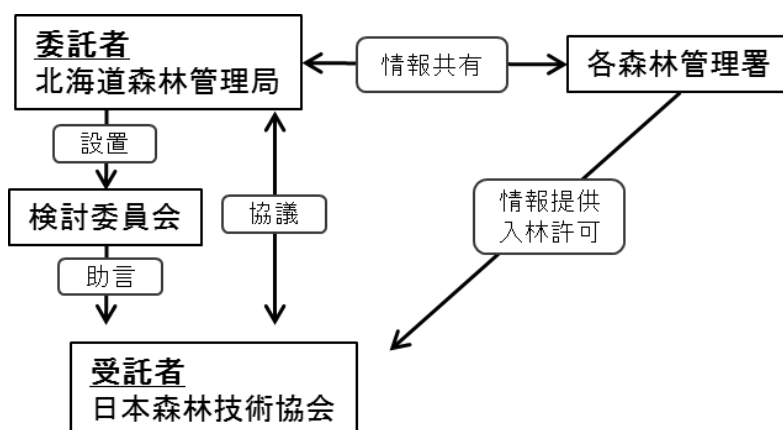 委託者
北海道森林管理局
情報共有
各森林管理署
設置
検討委員会
協議
情報提供
入林許可
助言
受託者
日本森林技術協会